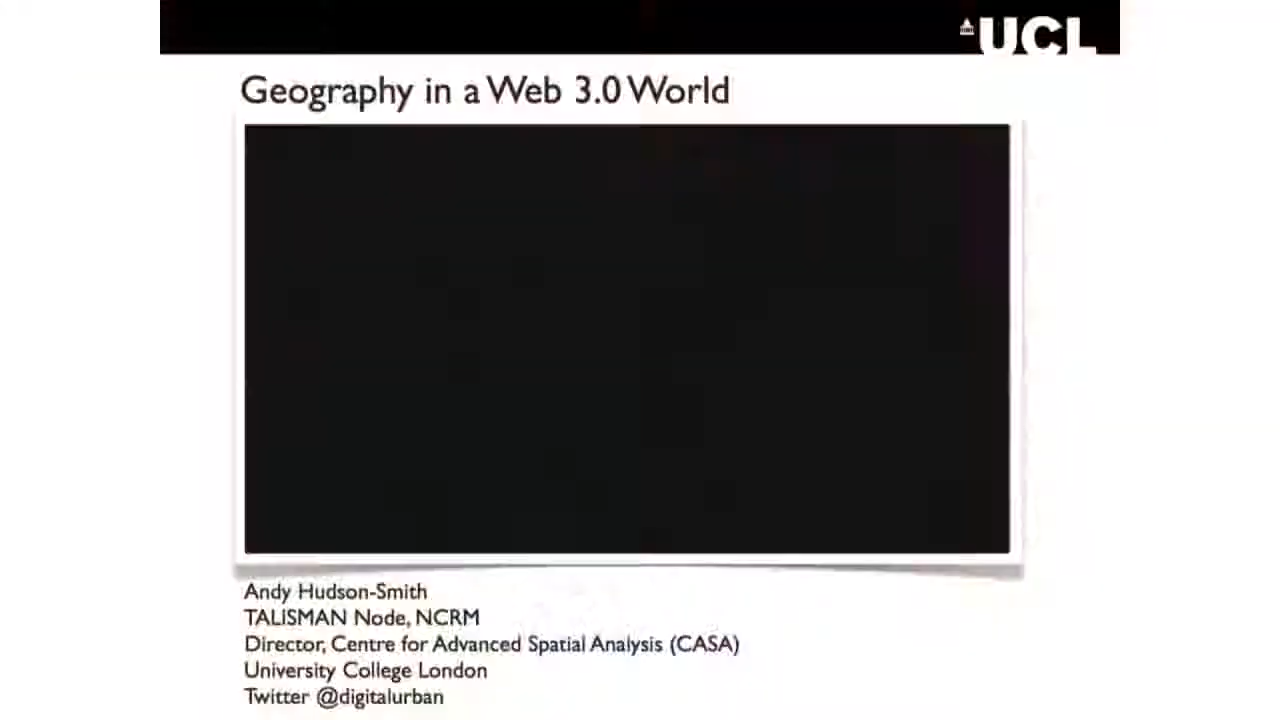 UCL
Geography in a Web 3.0 World
Andy Hudson-Smith
TALISMAN Node, NCRM
Director, Centre for Advanced Spatial Analysis (CASA)
University College London
Twitter @digitalurban